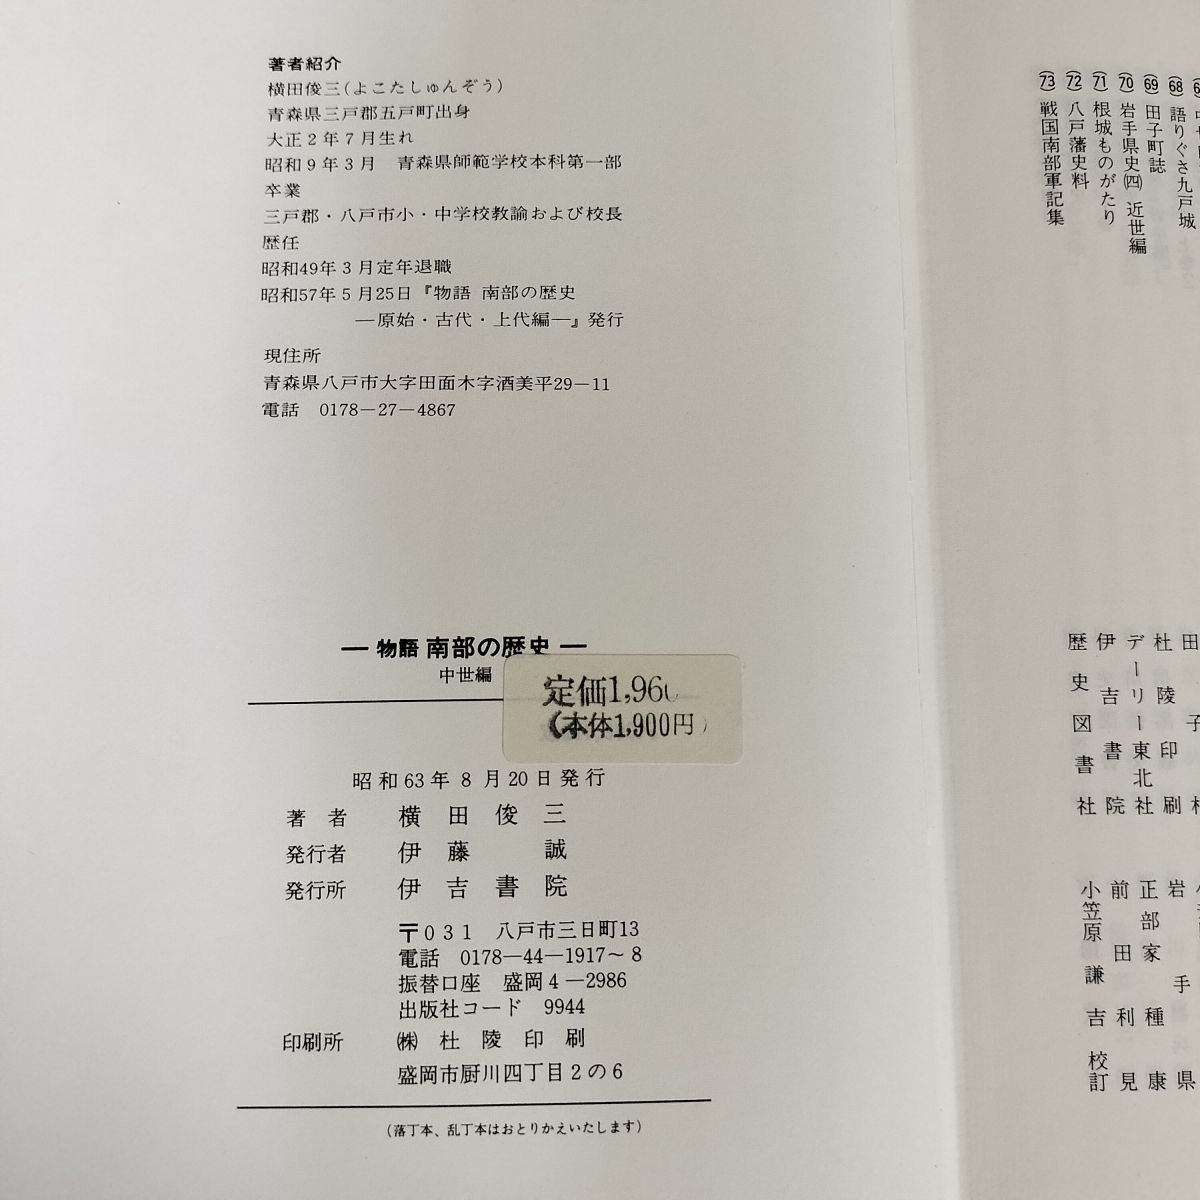 著者紹介
横田俊三(よこたしゅんぞう)
青森県三戸郡五戸町出身
大正2年7月生れ
昭和9年3月　青森県師範学校本科第一部
卒業
三戸郡・八戸市小・中学校教諭および校長
歴任
昭和49年3月定年退職
昭和57年5月25日『物語 南部の歴史
―原始・古代・上代編―』発行
現住所
青森県八戸市大字田面木字酒美平29－11
電話　0178－27－4867
― 物語 南部の歴史 ―
中世編
定価1,960
(本体1,900円)
昭和63年8月20日発行
著者　横田俊三
発行者　伊藤　誠
発行所　伊吉書院
〒031　八戸市三日町13
電話　0178－44－1917～8
振替口座　盛岡4－2986
出版社コード　9944
印刷所　㈱杜陵印刷
盛岡市厨川四丁目2の6
(落丁本、乱丁本はおとりかえいたします)
68 語りぐさ九戸城
69 田子町誌
70 岩手県史㈣ 近世編
71 根城ものがたり
72 八戸藩史料
73 戦国南部軍記集
杜陵印刷
デーリー東北社
伊吉書院
歴史図書社
岩手県
正部家種康
前田利見
小笠原謙吉 校訂